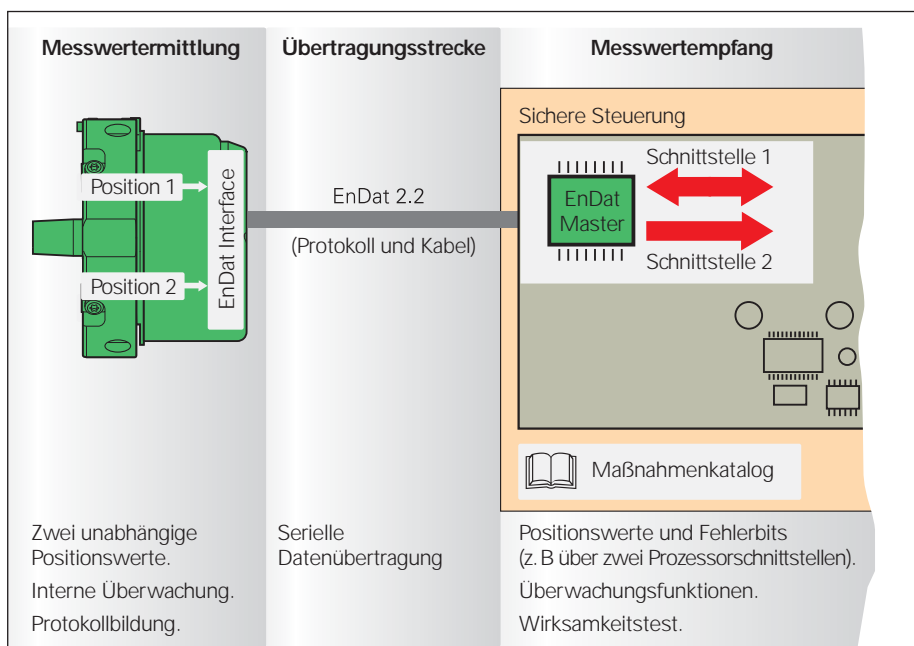 Messwertermittlung
Übertragungsstrecke
Messwertempfang
Sichere Steuerung
Position 1
Position 2
EnDat Interface
EnDat 2.2
(Protokoll und Kabel)
EnDat
Master
Schnittstelle 1
Schnittstelle 2
Maßnahmenkatalog
Zwei unabhängige
Positionswerte.
Interne Überwachung.
Protokollbildung.
Serielle
Datenübertragung
Positionswerte und Fehlerbits
(z. B über zwei Prozessorschnittstellen).
Überwachungsfunktionen.
Wirksamkeitstest.